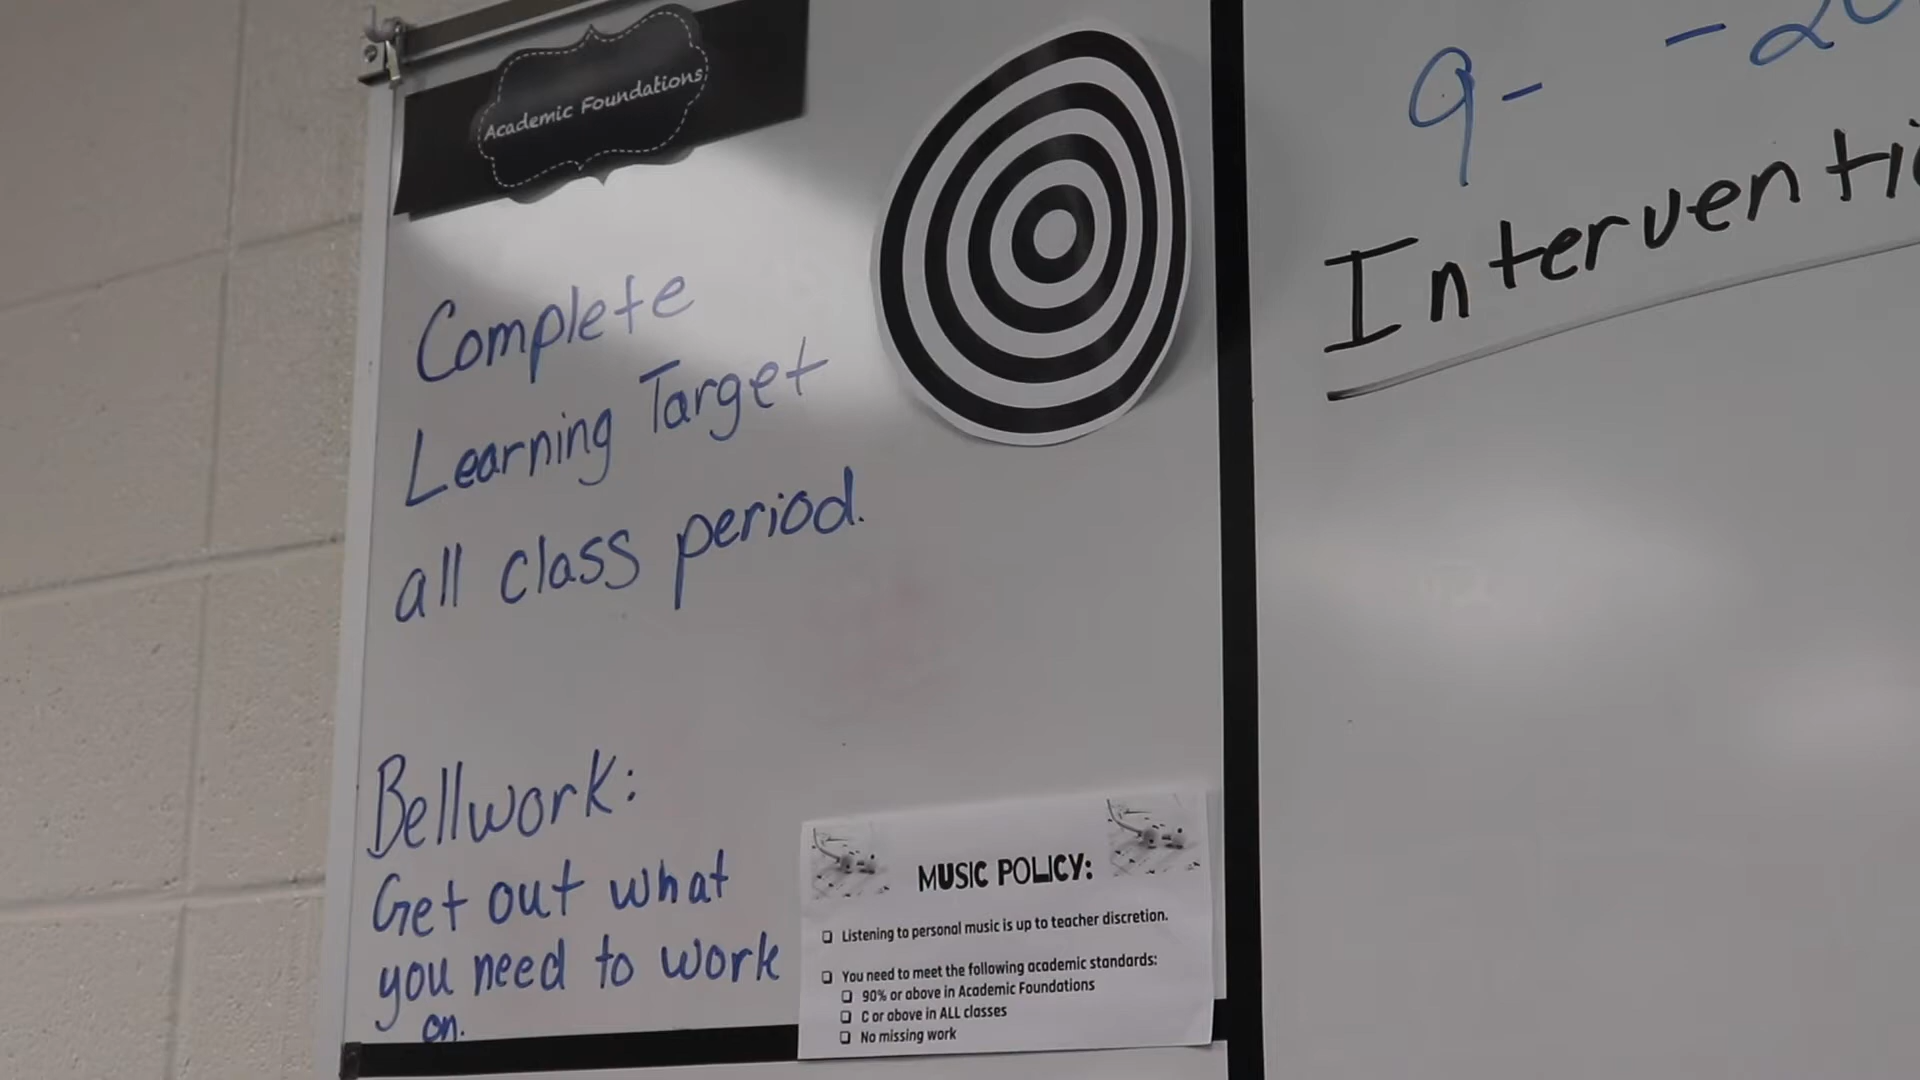 Academic Foundations
Complete
Learning Target
all class period.
Bellwork:
Get out what
you need to work
on.
MUSIC POLICY:
Listening to personal music is up to teacher discretion.
You need to meet the following academic standards:
90% or above in Academic Foundations
C or above in ALL classes
No missing work
9- -20